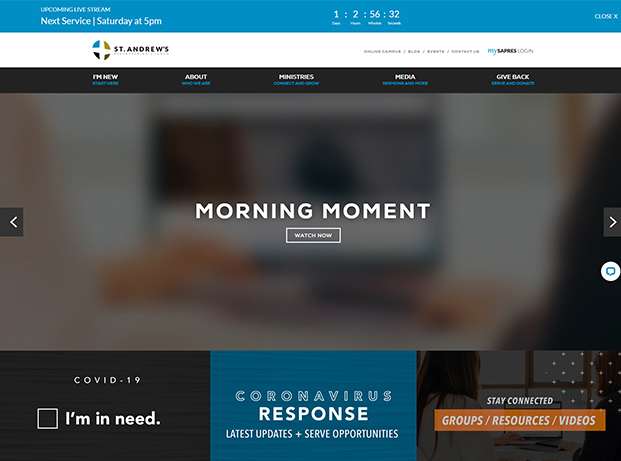 UPCOMING LIVE STREAM
Next Service | Saturday at 5pm
1 : 2 : 56 : 32
Days Hours Minutes Seconds
CLOSE X
ST. ANDREW'S
PRESBYTERIAN CHURCH
ONLINE CAMPUS / BLOG / EVENTS / CONTACT US
mySAPRES LOGIN
I'M NEW
START HERE
ABOUT
WHO WE ARE
MINISTRIES
CONNECT AND GROW
MEDIA
SERMONS AND MORE
GIVE BACK
SERVE AND DONATE
MORNING MOMENT
WATCH NOW
COVID-19
I'm in need.
CORONAVIRUS
RESPONSE
LATEST UPDATES + SERVE OPPORTUNITIES
STAY CONNECTED
GROUPS / RESOURCES / VIDEOS